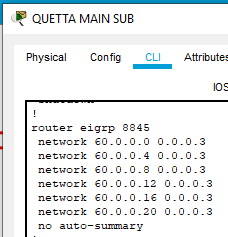 QUETTA MAIN SUB
Physical Config CLI Attributes
IOS
shutdown
!
router eigrp 8845
network 60.0.0.0 0.0.0.3
network 60.0.0.4 0.0.0.3
network 60.0.0.8 0.0.0.3
network 60.0.0.12 0.0.0.3
network 60.0.0.16 0.0.0.3
network 60.0.0.20 0.0.0.3
no auto-summary
!